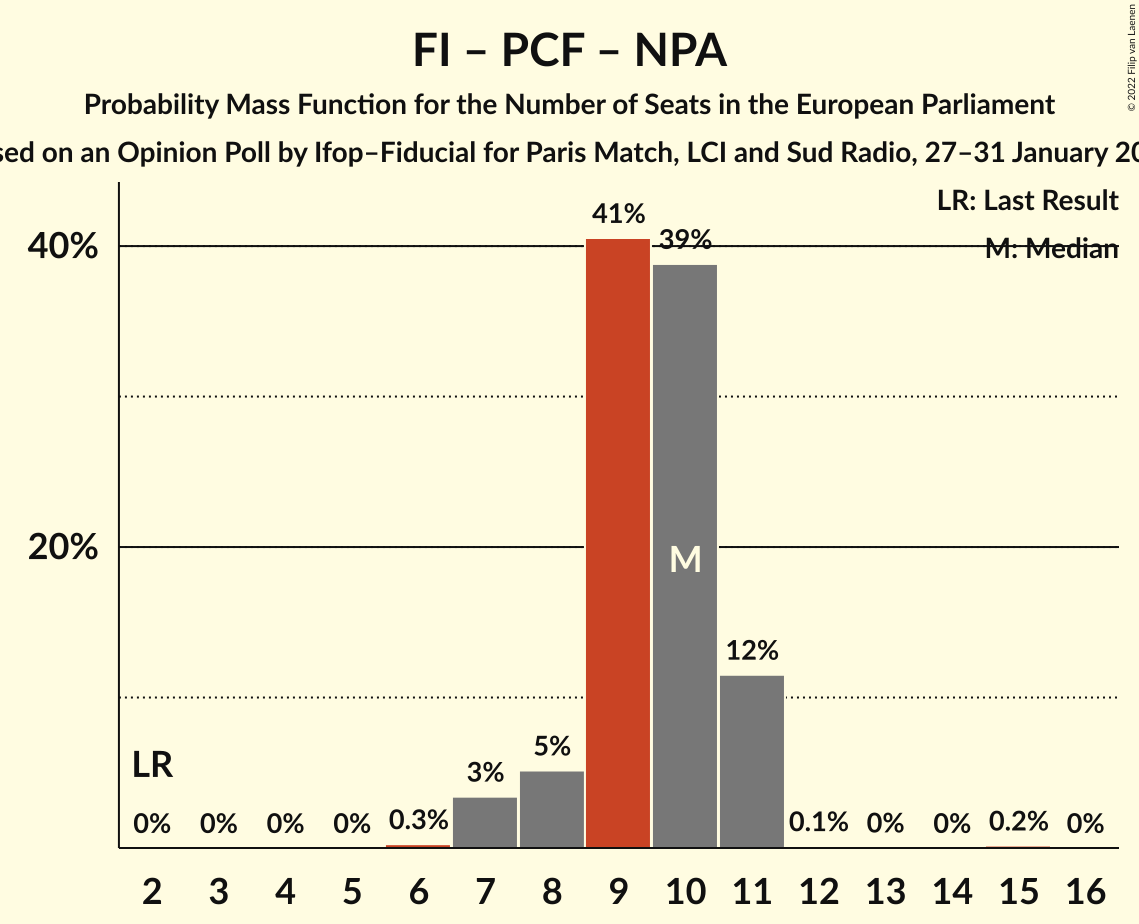 FI – PCF – NPA
Probability Mass Function for the Number of Seats in the European Parliament
on an Opinion Poll by Ifop–Fiducial for Paris Match, LCI and Sud Radio, 27–31 January
© 2022 Filip van Laenen
LR: Last Result
M: Median
41%
39%
40%
20%
M
12%
LR
5%
3%
0% 0% 0% 0% 0.3% 0.1% 0% 0% 0.2% 0%
2 3 4 5 6 7 8 9 10 11 12 13 14 15 16